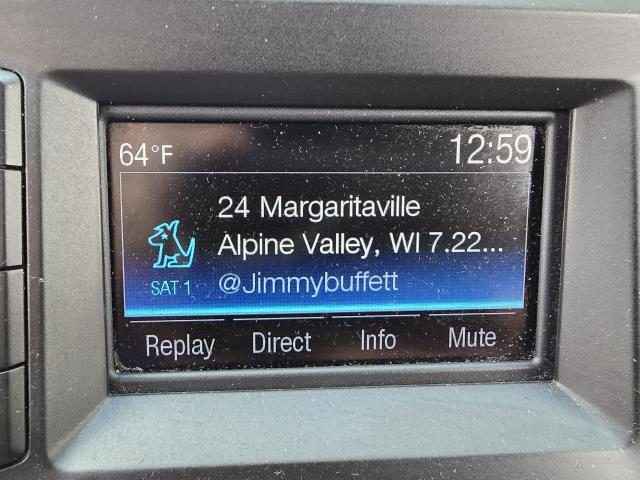 64°F 12:59
24 Margaritaville
Alpine Valley, WI 7.22...
SAT 1 @Jimmybuffett
Replay Direct Info Mute